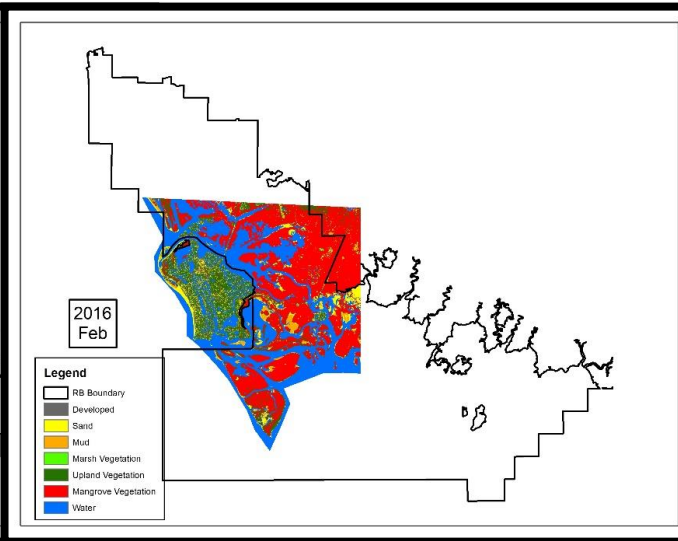 2016
Feb
Legend
RB Boundary
Developed
Sand
Mud
Marsh Vegetation
Upland Vegetation
Mangrove Vegetation
Water